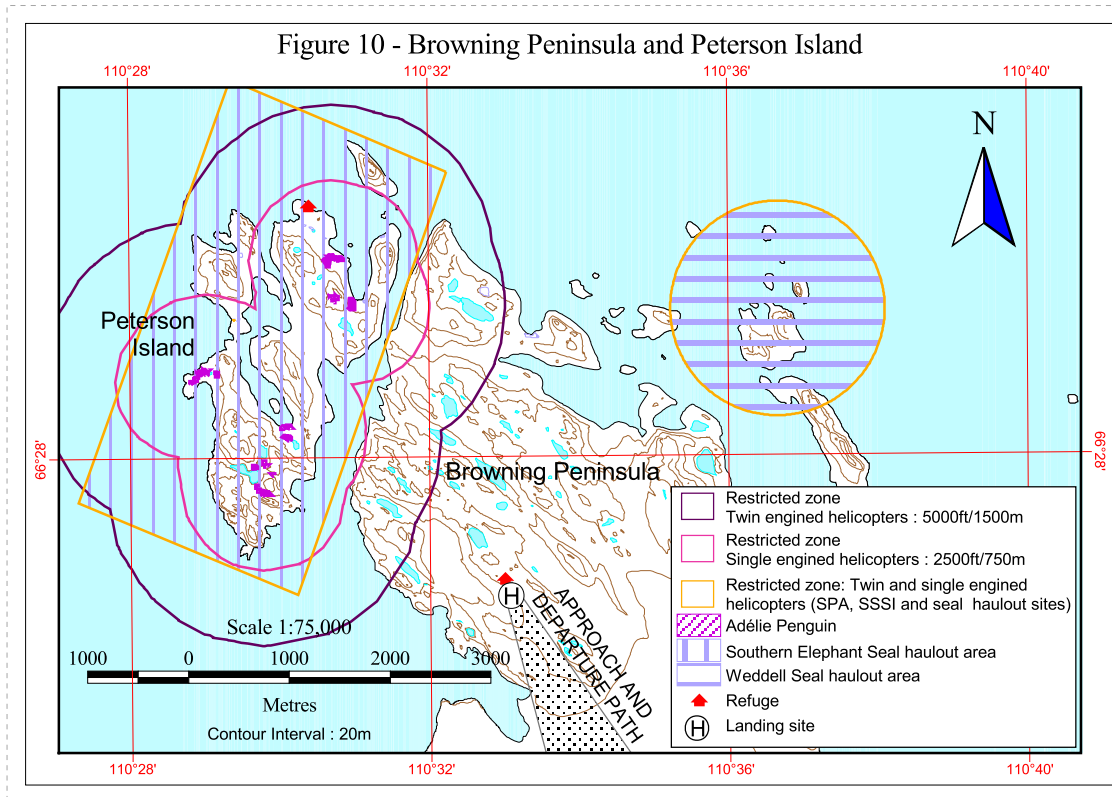 Figure 10 - Browning Peninsula and Peterson Island
110°28'
110°32'
110°36'
110°40'
N
Peterson
Island
66°28'
66°28'
Browning Peninsula
H
APPROACH AND
DEPARTURE PATH
Scale 1:75,000
1000
0
1000
2000
3000
Metres
Contour Interval : 20m
Restricted zone
Twin engined helicopters : 5000ft/1500m
Restricted zone
Single engined helicopters : 2500ft/750m
Restricted zone: Twin and single engined
helicopters (SPA, SSSI and seal haulout sites)
Adélie Penguin
Southern Elephant Seal haulout area
Weddell Seal haulout area
Refuge
H
Landing site
110°28'
110°32'
110°36'
110°40'